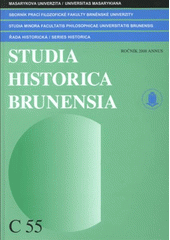 MASARYKOVA UNIVERZITA / UNIVERSITAS MASARYKIANA
SBORNÍK PRACÍ FILOZOFICKÉ FAKULTY BRNĚNSKÉ UNIVERZITY
STUDIA MINORA FACULTATIS PHILOSOPHICAE UNIVERSITATIS BRUNENSIS
ŘADA HISTORICKÁ / SERIES HISTORICA
ROČNÍK 2008 ANNUS
STUDIA
HISTORICA
BRUNENSIA
C 55